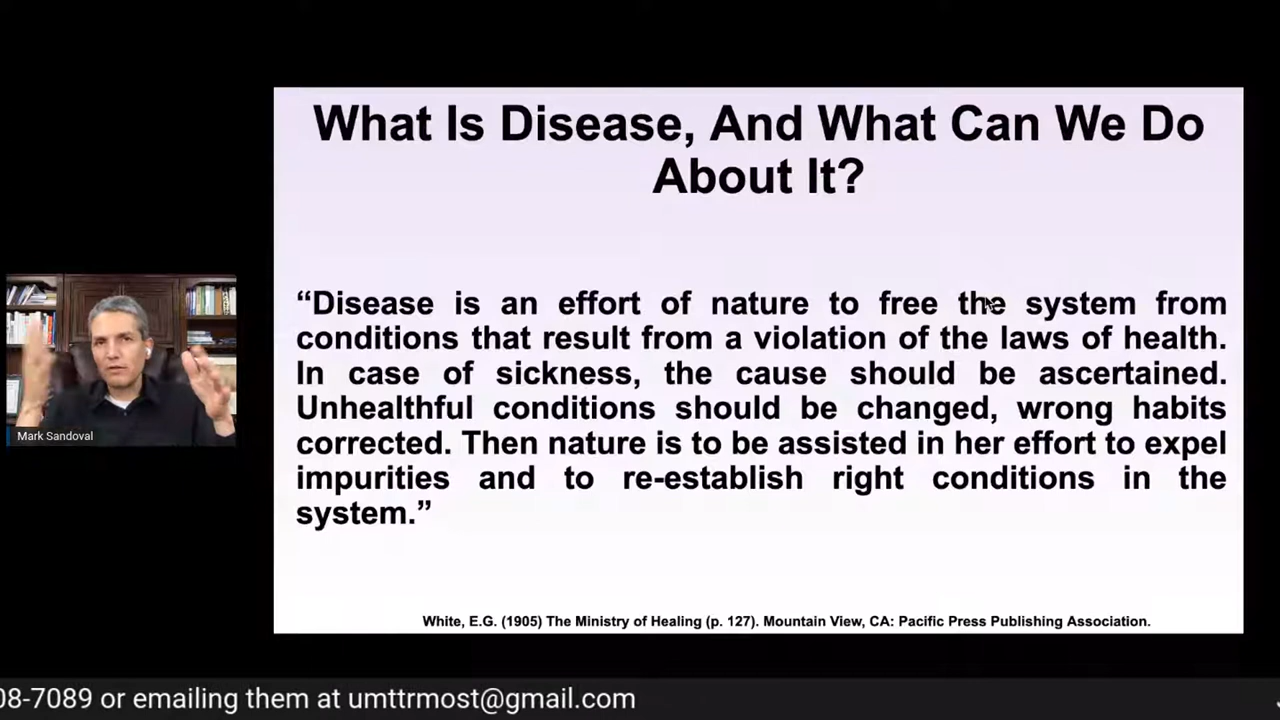 What Is Disease, And What Can We Do
About It?
“Disease is an effort of nature to free the system from
conditions that result from a violation of the laws of health.
In case of sickness, the cause should be ascertained.
Unhealthful conditions should be changed, wrong habits
corrected. Then nature is to be assisted in her effort to expel
impurities and to re-establish right conditions in the
system.”
White, E.G. (1905) The Ministry of Healing (p. 127). Mountain View, CA: Pacific Press Publishing Association.
Mark Sandoval
08-7089 or emailing them at umttrmost@gmail.com